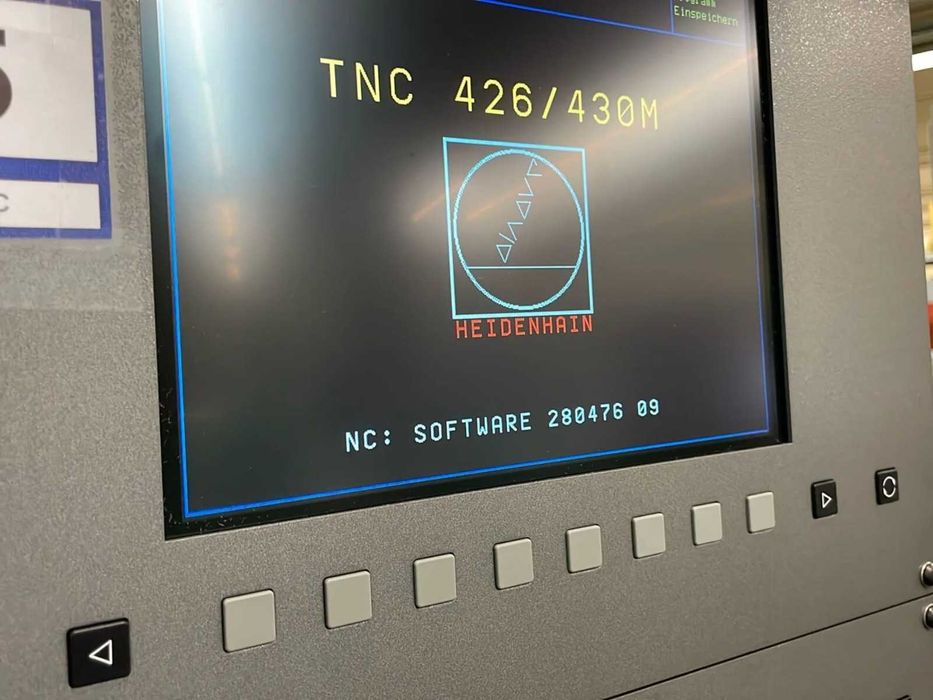 Einspeichern
TNC 426/430M
HEIDENHAIN
NC: SOFTWARE 280476 09